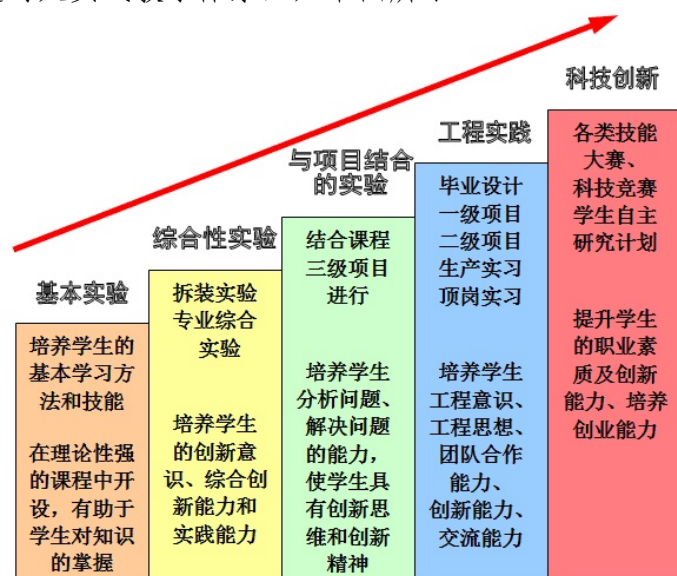 科技创新
各类技能
大赛、
科技竞赛
学生自主
研究计划
提升学生
的职业素
质及创新
能力、培养
创业能力
工程实践
毕业设计
一级项目
二级项目
生产实习
顶岗实习
培养学生
工程意识、
工程思想、
团队合作
能力、
创新能力、
交流能力
与项目结合
的实验
结合课程
三级项目
进行
培养学生
分析问题、
解决问题
的能力，
使学生具
有创新思
维和创新
精神
综合性实验
拆装实验
专业综合
实验
培养学生
的创新意
识、综合创
新能力和
实践能力
基本实验
培养学生的
基本学习方
法和技能
在理论性强
的课程中开
设，有助于
学生对知识
的掌握